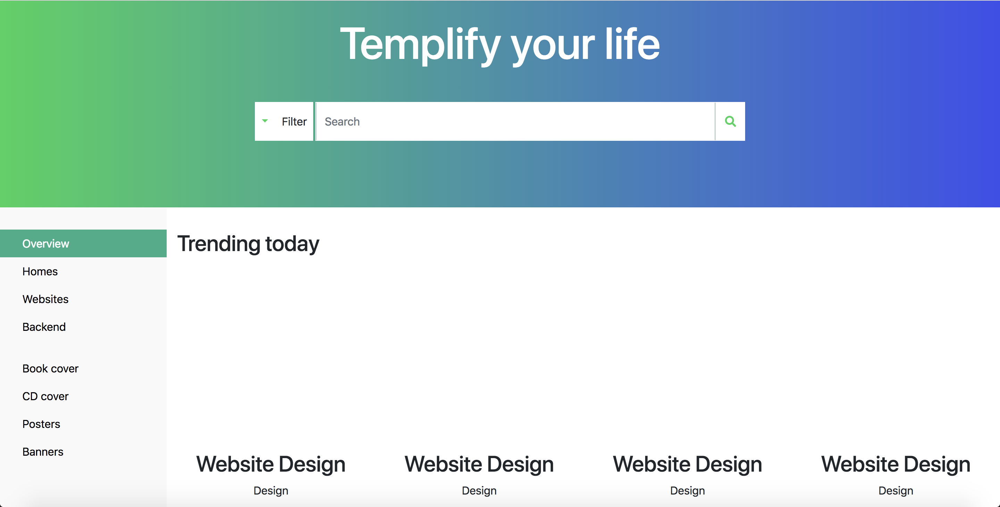 Templify your life
Filter
Search
Overview
Homes
Websites
Backend
Book cover
CD cover
Posters
Banners
Trending today
Website Design
Design
Website Design
Design
Website Design
Design
Website Design
Design